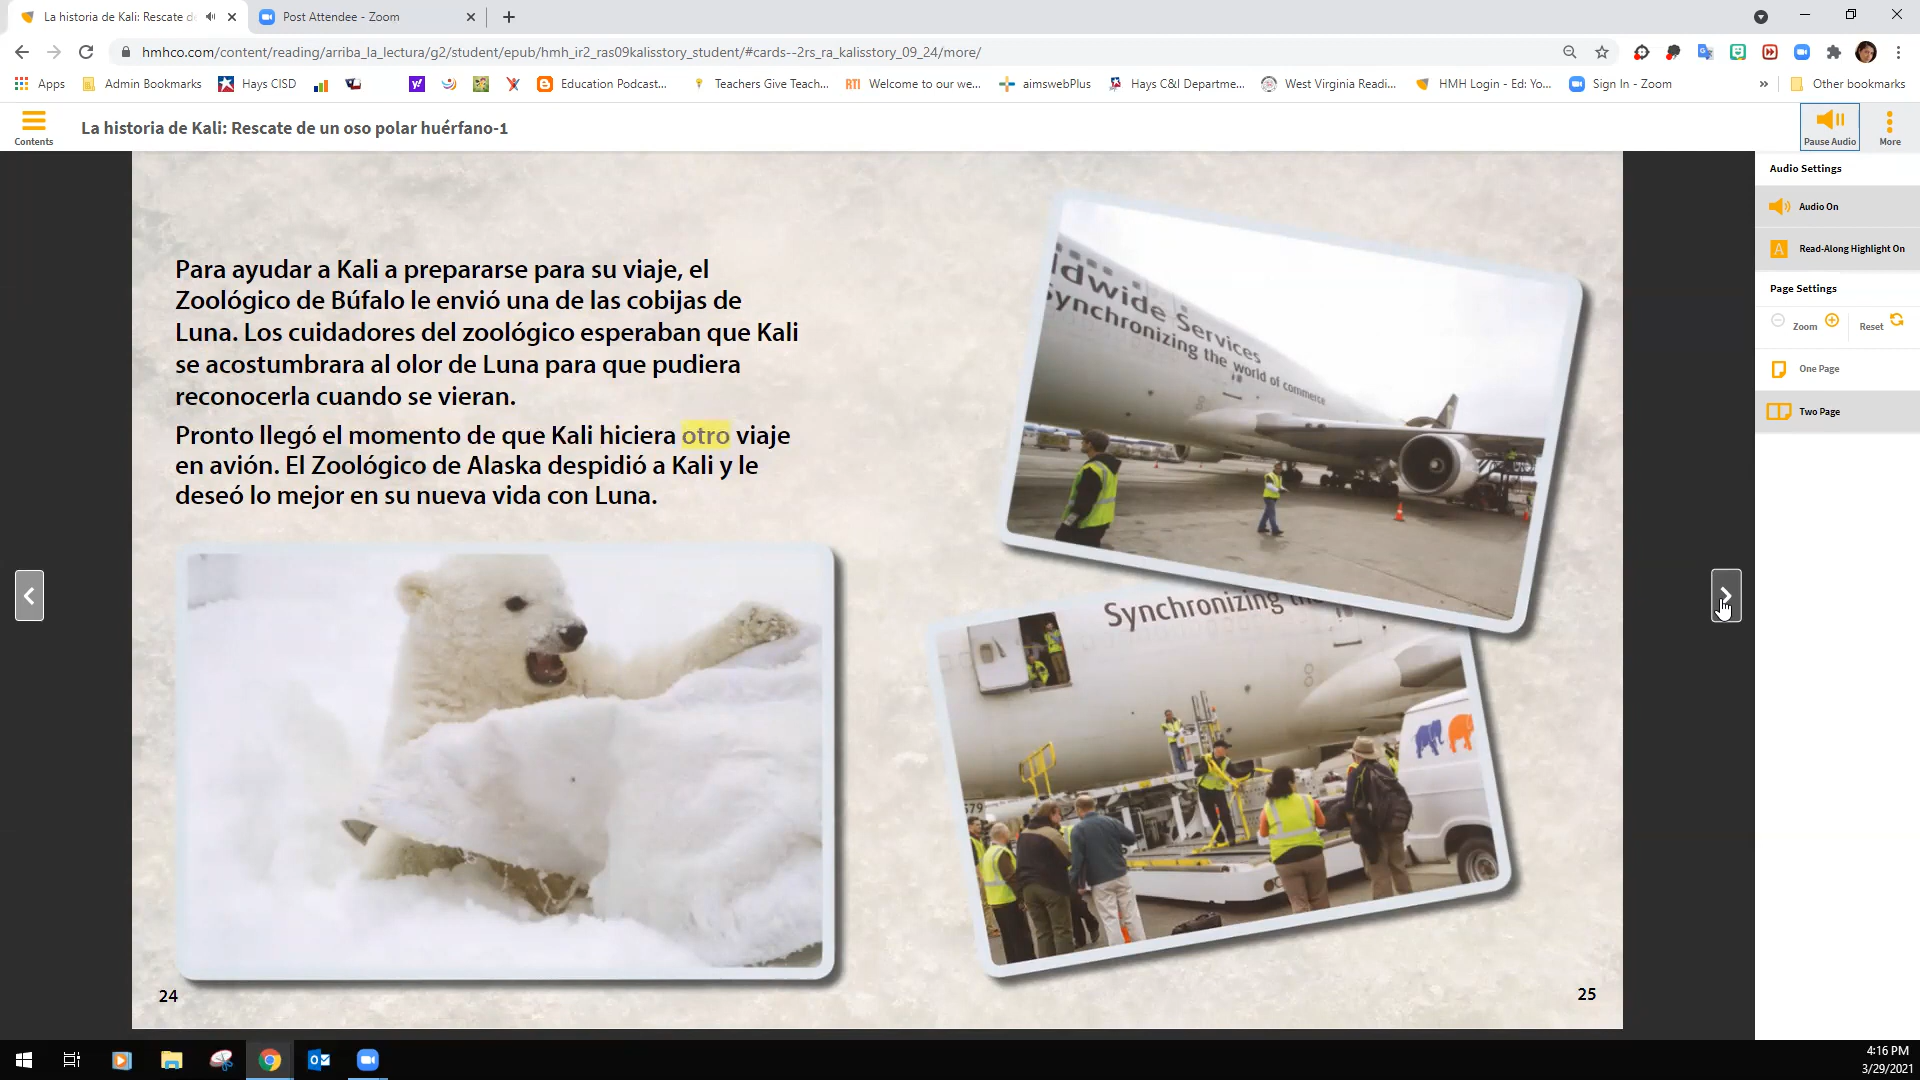 La historia de Kali: Rescate de
Post Attendee - Zoom
hmhco.com/content/reading/arriba_la_lectura/g2/student/epub/hmh_ir2_ras09kalisstory_student/#cards--2rs_ra_kalisstory_09_24/more/
Apps
Admin Bookmarks
Hays CISD
Education Podcast...
Teachers Give Teach...
RTI
Welcome to our we...
aimswebPlus
Hays C&I Departme...
West Virginia Readi...
HMH Login - Ed: Yo...
Sign In - Zoom
Other bookmarks
Contents
La historia de Kali: Rescate de un oso polar huérfano-1
Pause Audio
More
Audio Settings
Audio On
A
Read-Along Highlight On
Page Settings
Zoom
Reset
One Page
Two Page
Para ayudar a Kali a prepararse para su viaje, el
Zoológico de Búfalo le envió una de las cobijas de
Luna. Los cuidadores del zoológico esperaban que Kali
se acostumbrara al olor de Luna para que pudiera
reconocerla cuando se vieran.
Pronto llegó el momento de que Kali hiciera otro viaje
en avión. El Zoológico de Alaska despidió a Kali y le
deseó lo mejor en su nueva vida con Luna.
idwide Services
Synchronizing the world of commerce
Synchronizing
579
24
25
4:16 PM
3/29/2021